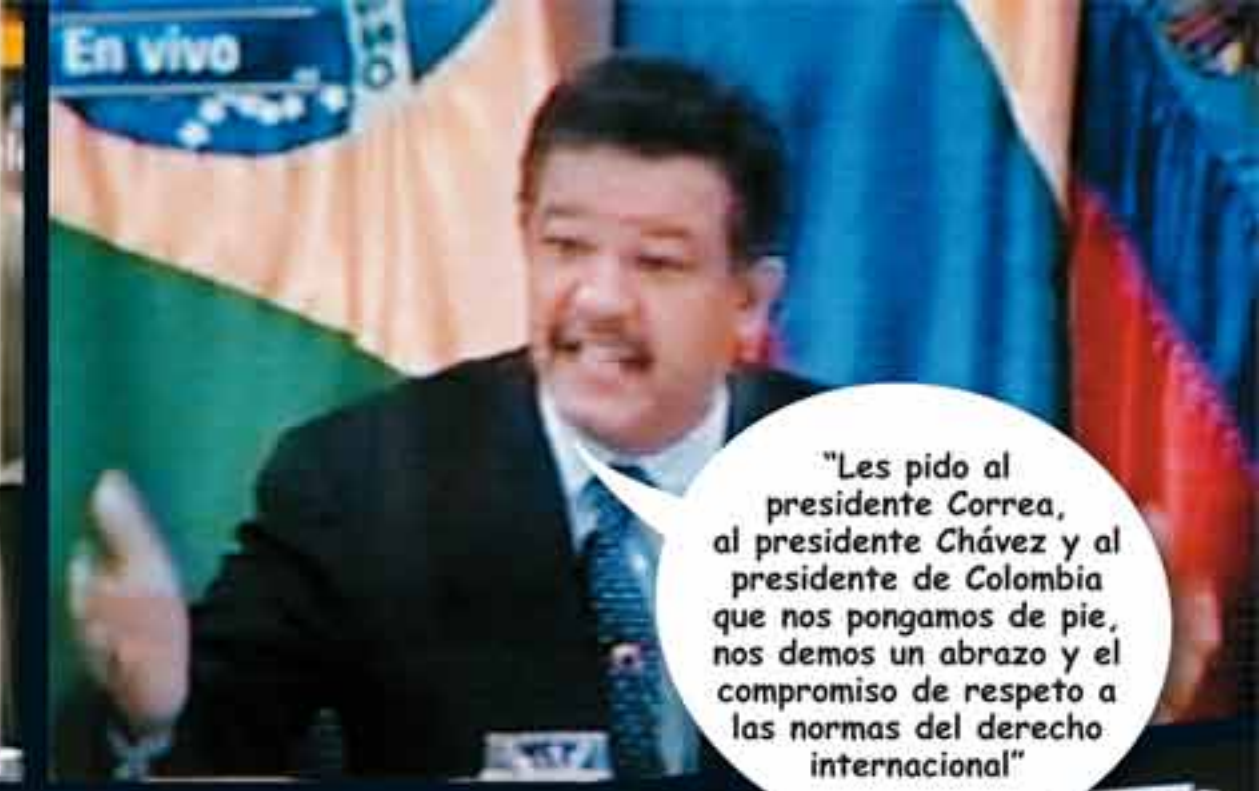 En vivo
“Les pido al
presidente Correa,
al presidente Chávez y al
presidente de Colombia
que nos pongamos de pie,
nos demos un abrazo y el
compromiso de respeto a
las normas del derecho
internacional”